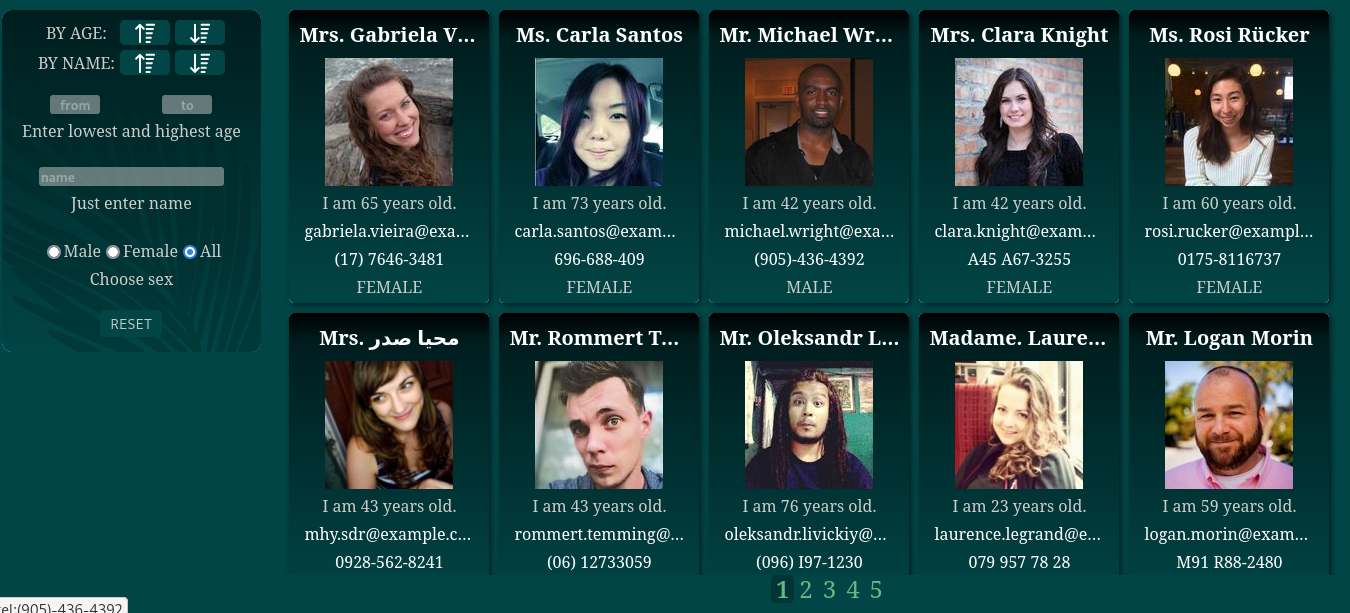 BY AGE:
BY NAME:
from to
Enter lowest and highest age
name
Just enter name
Male Female All
Choose sex
RESET
Mrs. Gabriela V... Ms. Carla Santos Mr. Michael Wr... Mrs. Clara Knight Ms. Rosi Rücker
I am 65 years old. I am 73 years old. I am 42 years old. I am 42 years old. I am 60 years old.
gabriela.vieira@exa... carla.santos@exam... michael.wright@exa... clara.knight@exam... rosi.rucker@exampl...
(17) 7646-3481 696-688-409 (905)-436-4392 A45 A67-3255 0175-8116737
FEMALE FEMALE MALE FEMALE FEMALE
Mrs. محيا صدر Mr. Rommert T... Mr. Oleksandr L... Madame. Laure... Mr. Logan Morin
I am 43 years old. I am 43 years old. I am 76 years old. I am 23 years old. I am 59 years old.
mhy.sdr@example.c... rommert.temming@... oleksandr.livickiy@... laurence.legrand@e... logan.morin@exam...
0928-562-8241 (06) 12733059 (096) I97-1230 079 957 78 28 M91 R88-2480
1 2 3 4 5
el:(905)-436-4392